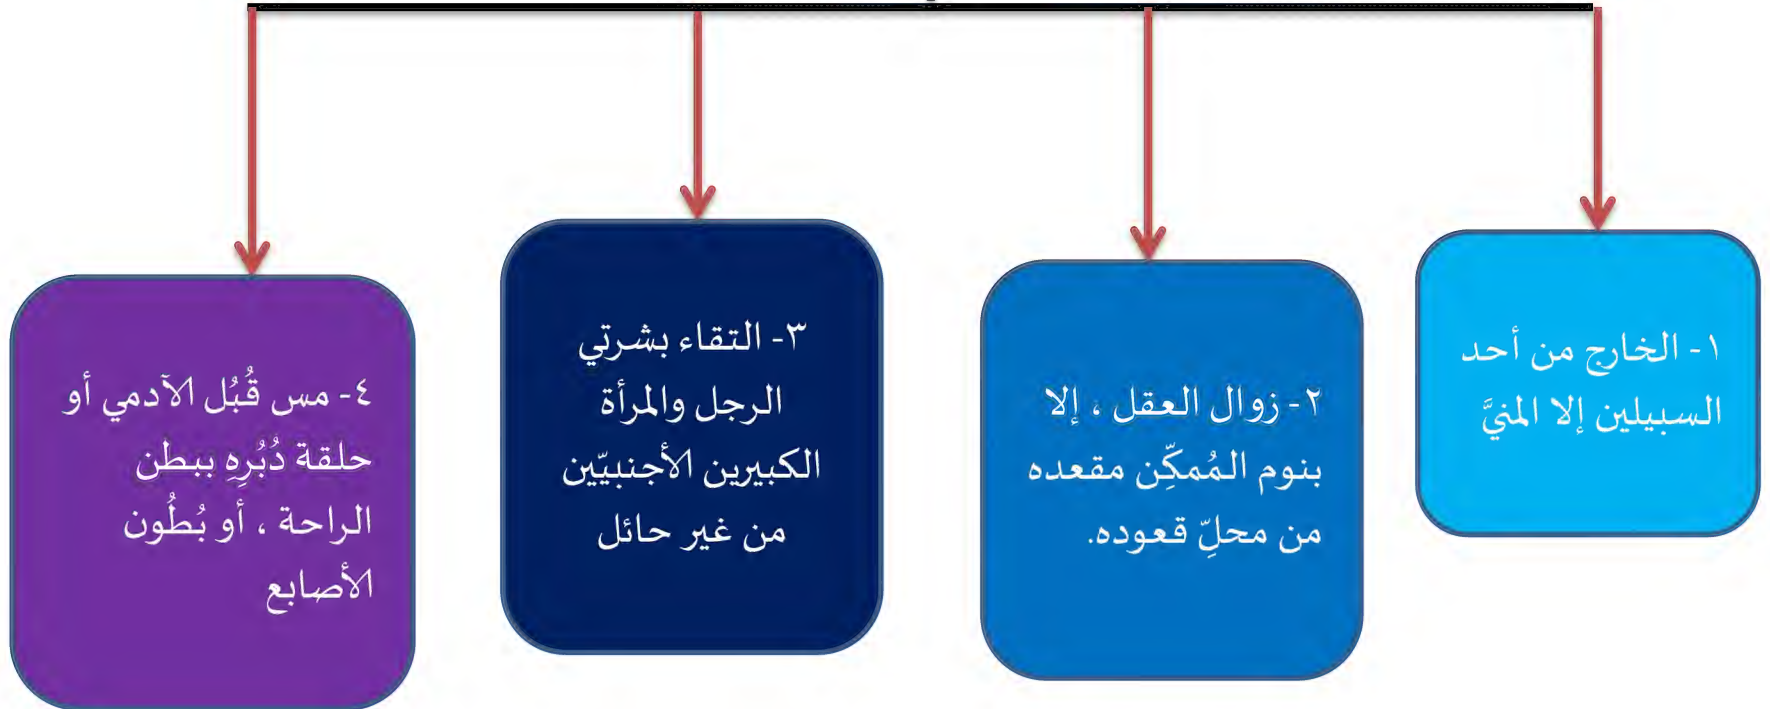 ١- الخارج من أحد
السبيلين إلا المنيَّ
٢- زوال العقل ، إلا
بنوم المُمكِّن مقعده
من محلِّ قعوده.
٣- التقاء بشرتي
الرجل والمرأة
الكبيرين الأجنبيّين
من غير حائل
٤- مس قُبُل الآدمي أو
حلقة دُبُرِه ببطن
الراحة ، أو بُطُون
الأصابع